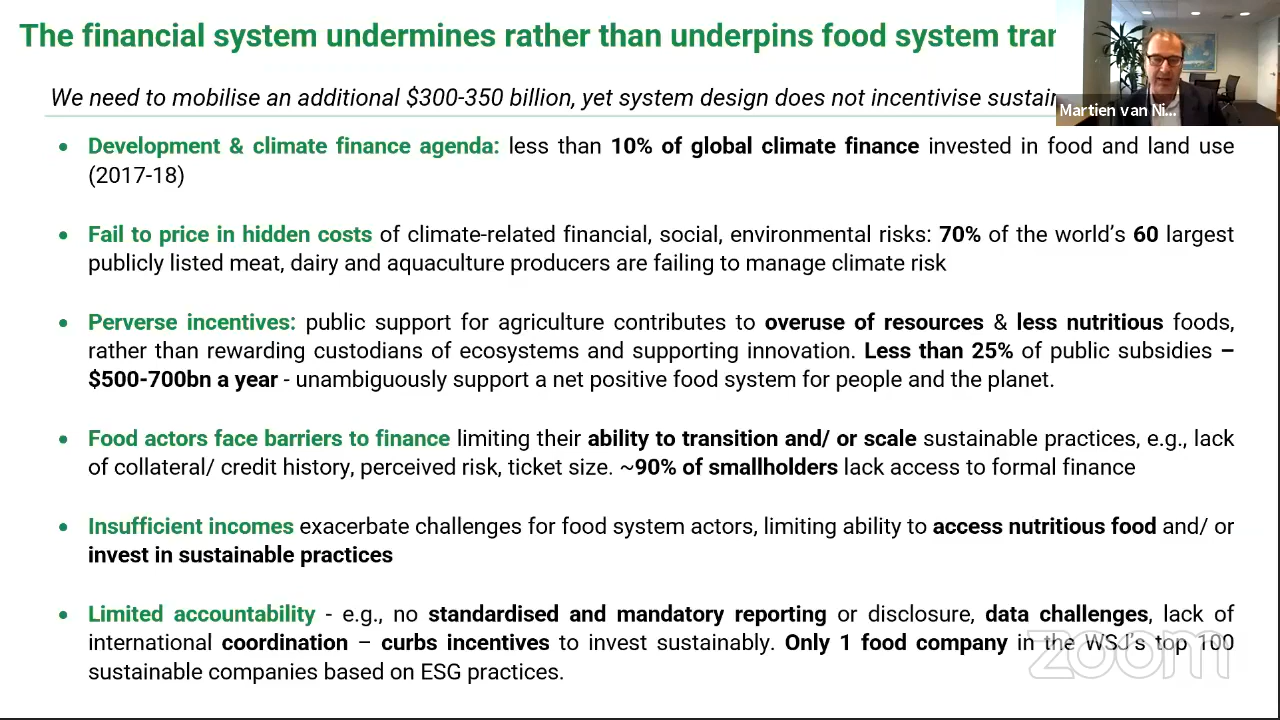 The financial system undermines rather than underpins food system tran
We need to mobilise an additional $300-350 billion, yet system design does not incentivise sustain
Martien van Ni...
• Development & climate finance agenda: less than 10% of global climate finance invested in food and land use
(2017-18)
• Fail to price in hidden costs of climate-related financial, social, environmental risks: 70% of the world’s 60 largest
publicly listed meat, dairy and aquaculture producers are failing to manage climate risk
• Perverse incentives: public support for agriculture contributes to overuse of resources & less nutritious foods,
rather than rewarding custodians of ecosystems and supporting innovation. Less than 25% of public subsidies –
$500-700bn a year - unambiguously support a net positive food system for people and the planet.
• Food actors face barriers to finance limiting their ability to transition and/ or scale sustainable practices, e.g., lack
of collateral/ credit history, perceived risk, ticket size. ~90% of smallholders lack access to formal finance
• Insufficient incomes exacerbate challenges for food system actors, limiting ability to access nutritious food and/ or
invest in sustainable practices
• Limited accountability - e.g., no standardised and mandatory reporting or disclosure, data challenges, lack of
international coordination – curbs incentives to invest sustainably. Only 1 food company in the WSJ’s top 100
sustainable companies based on ESG practices.
zoom